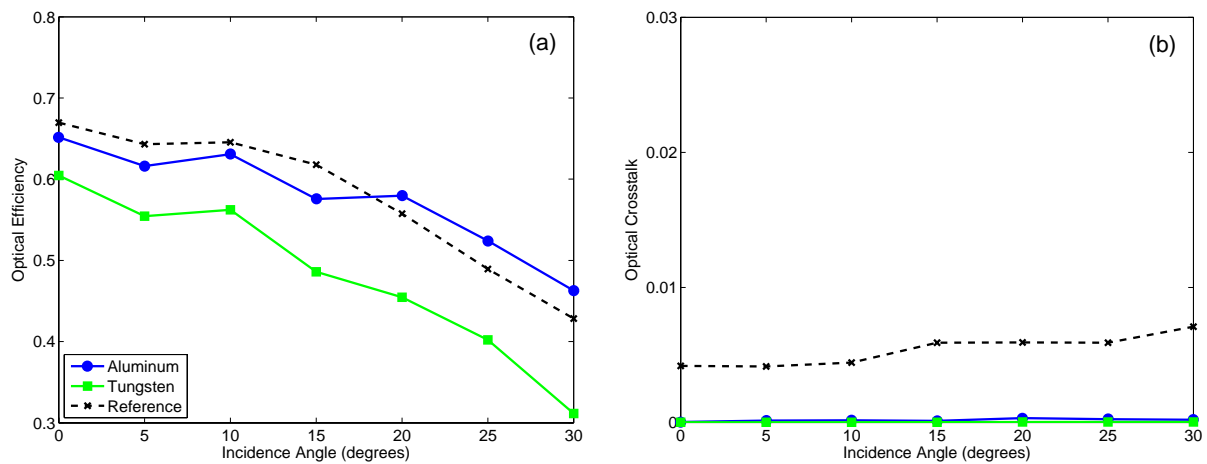 0.8
0.7
0.6
0.5
0.4
0.3
Optical Efficiency
(a)
Aluminum
Tungsten
Reference
0 5 10 15 20 25 30
Incidence Angle (degrees)
0.03
0.02
0.01
0
Optical Crosstalk
(b)
0 5 10 15 20 25 30
Incidence Angle (degrees)